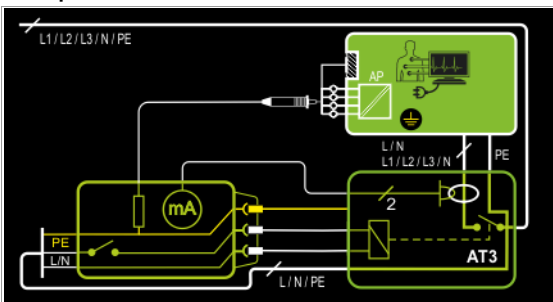 L1/L2/L3/N/PE
AP
L/N
L1/L2/L3/N
PE
mA
2
PE
L/N
AT3
L/N/PE